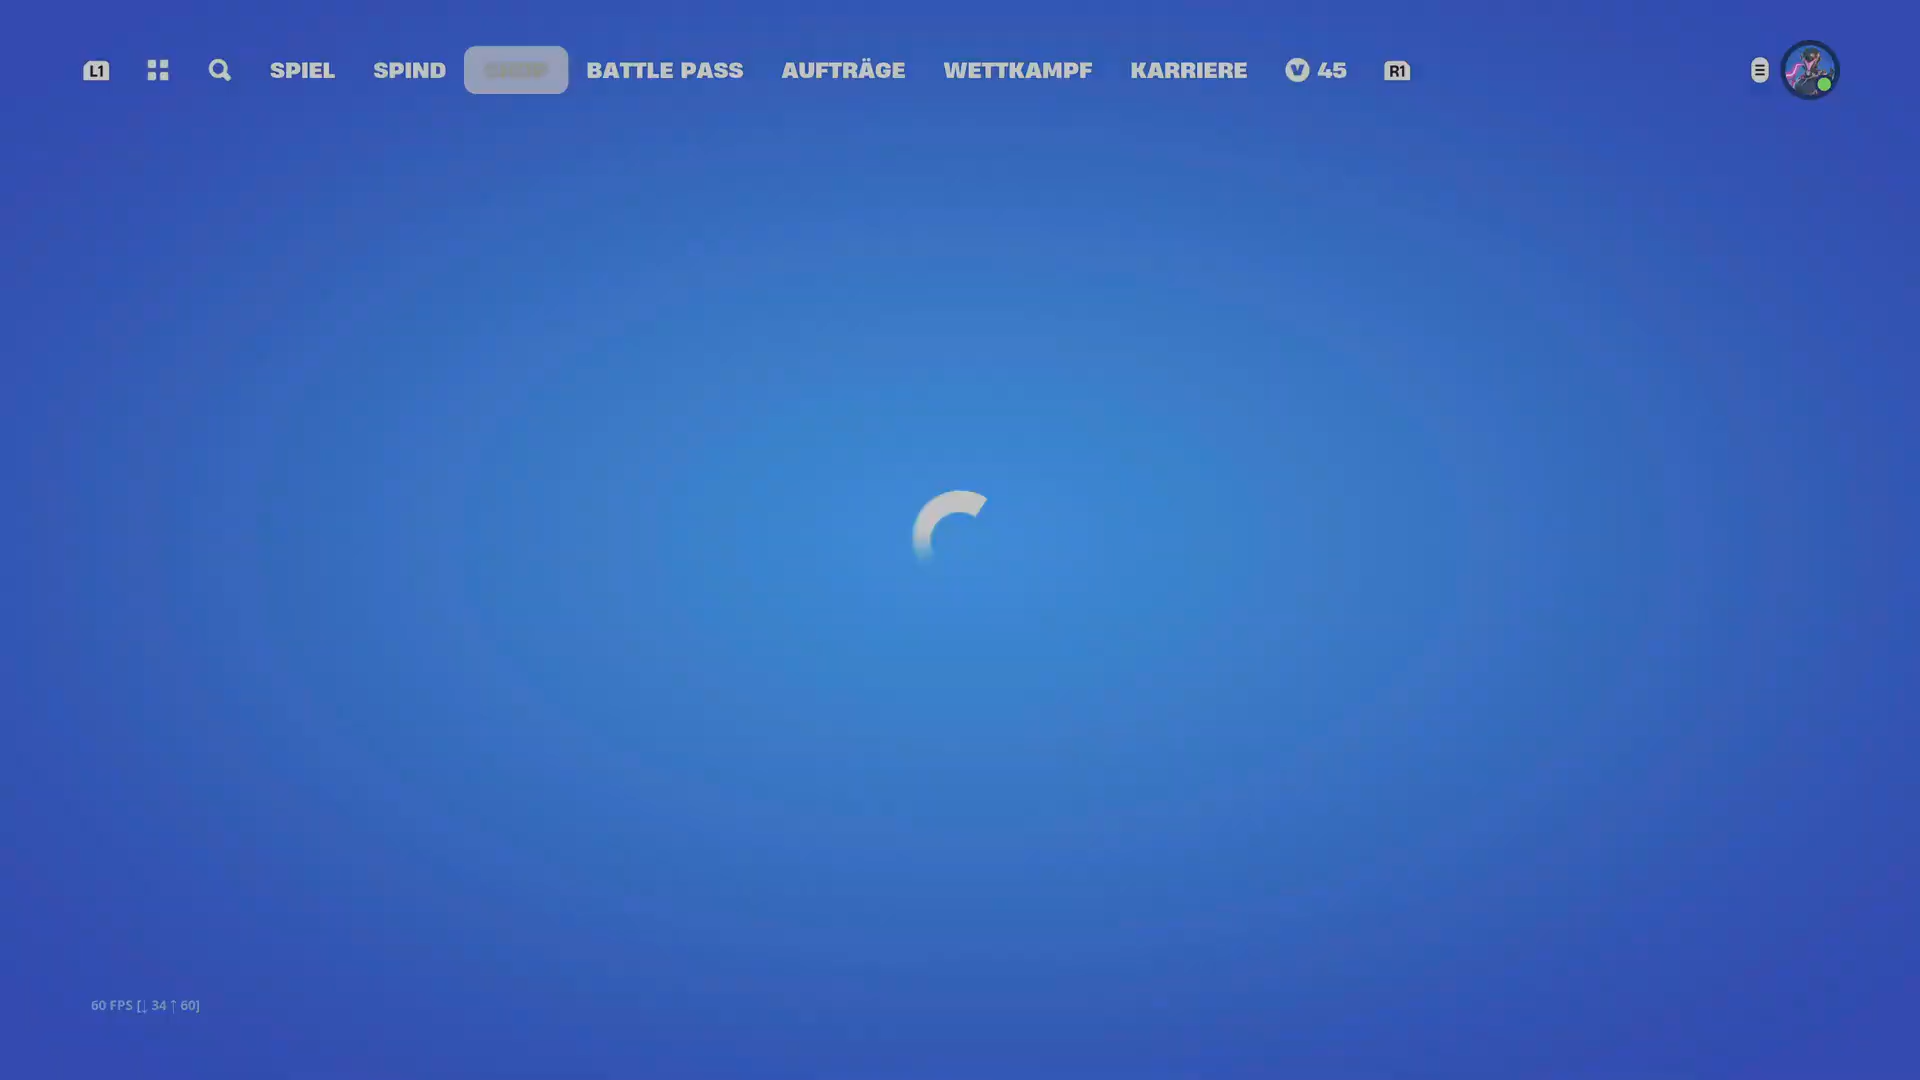 L1 SPIEL SPIND BATTLE PASS AUFTRÄGE WETTKAMPF KARRIERE 45 R1
60 FPS [↓ 34 ↑ 60]